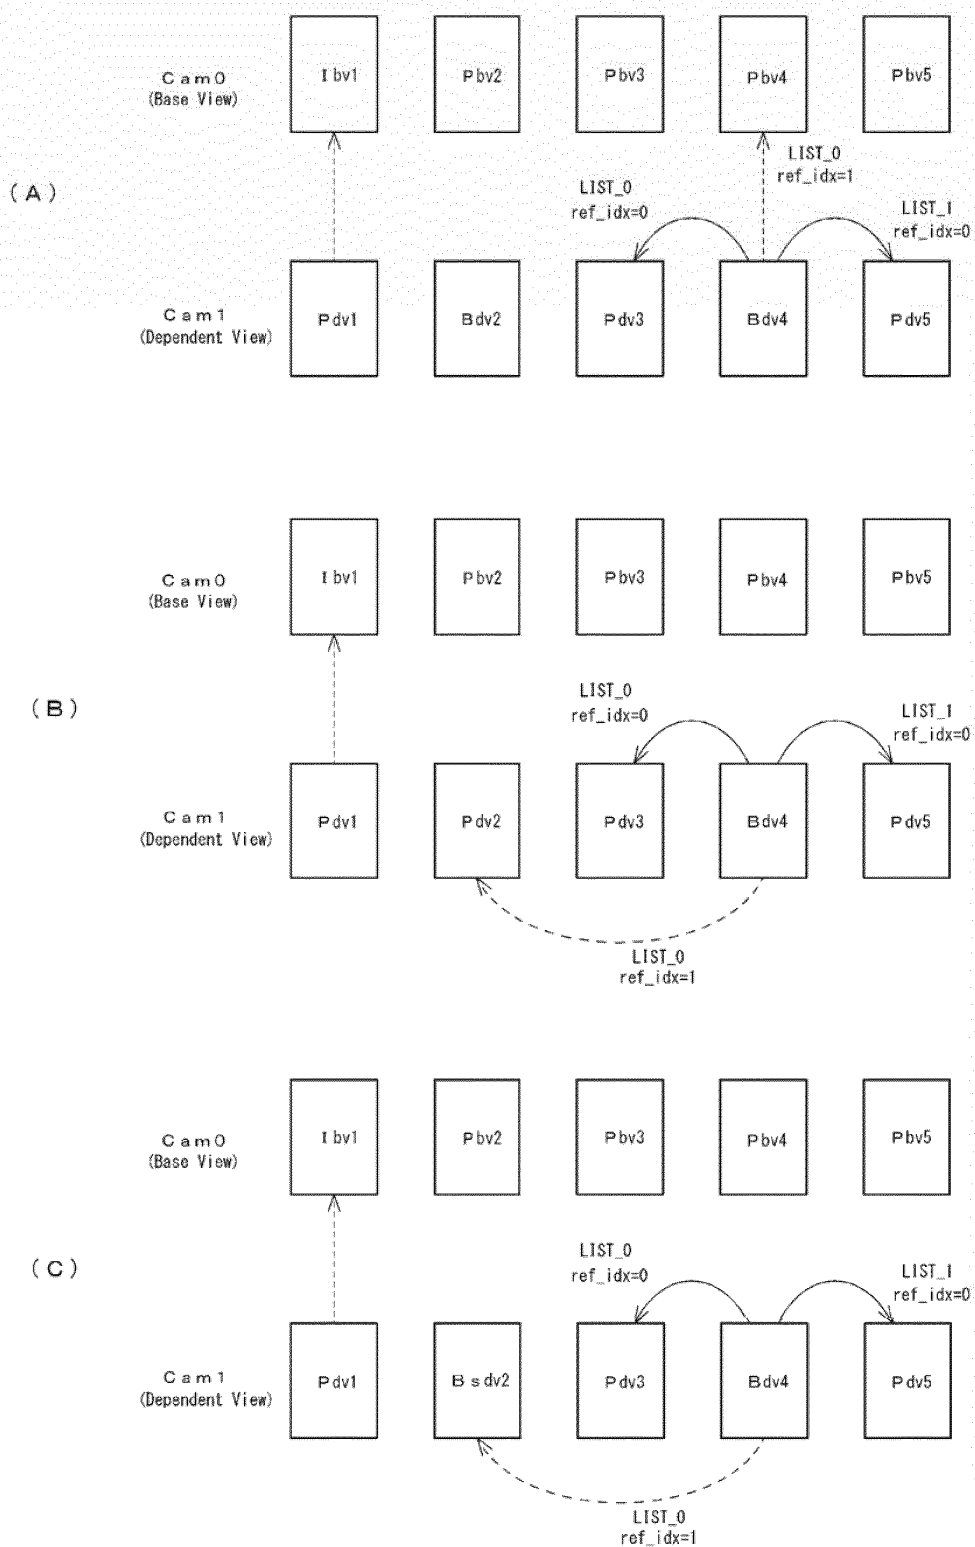 Cam0
(Base View)
Ibv1
Pbv2
Pbv3
Pbv4
Pbv5
(A)
LIST_0
ref_idx=1
LIST_0
ref_idx=0
LIST_1
ref_idx=0
Cam1
(Dependent View)
Pdv1
Bdv2
Pdv3
Bdv4
Pdv5
Cam0
(Base View)
Ibv1
Pbv2
Pbv3
Pbv4
Pbv5
(B)
LIST_0
ref_idx=0
LIST_1
ref_idx=0
Cam1
(Dependent View)
Pdv1
Pdv2
Pdv3
Bdv4
Pdv5
LIST_0
ref_idx=1
Cam0
(Base View)
Ibv1
Pbv2
Pbv3
Pbv4
Pbv5
(C)
LIST_0
ref_idx=0
LIST_1
ref_idx=0
Cam1
(Dependent View)
Pdv1
Bsdv2
Pdv3
Bdv4
Pdv5
LIST_0
ref_idx=1